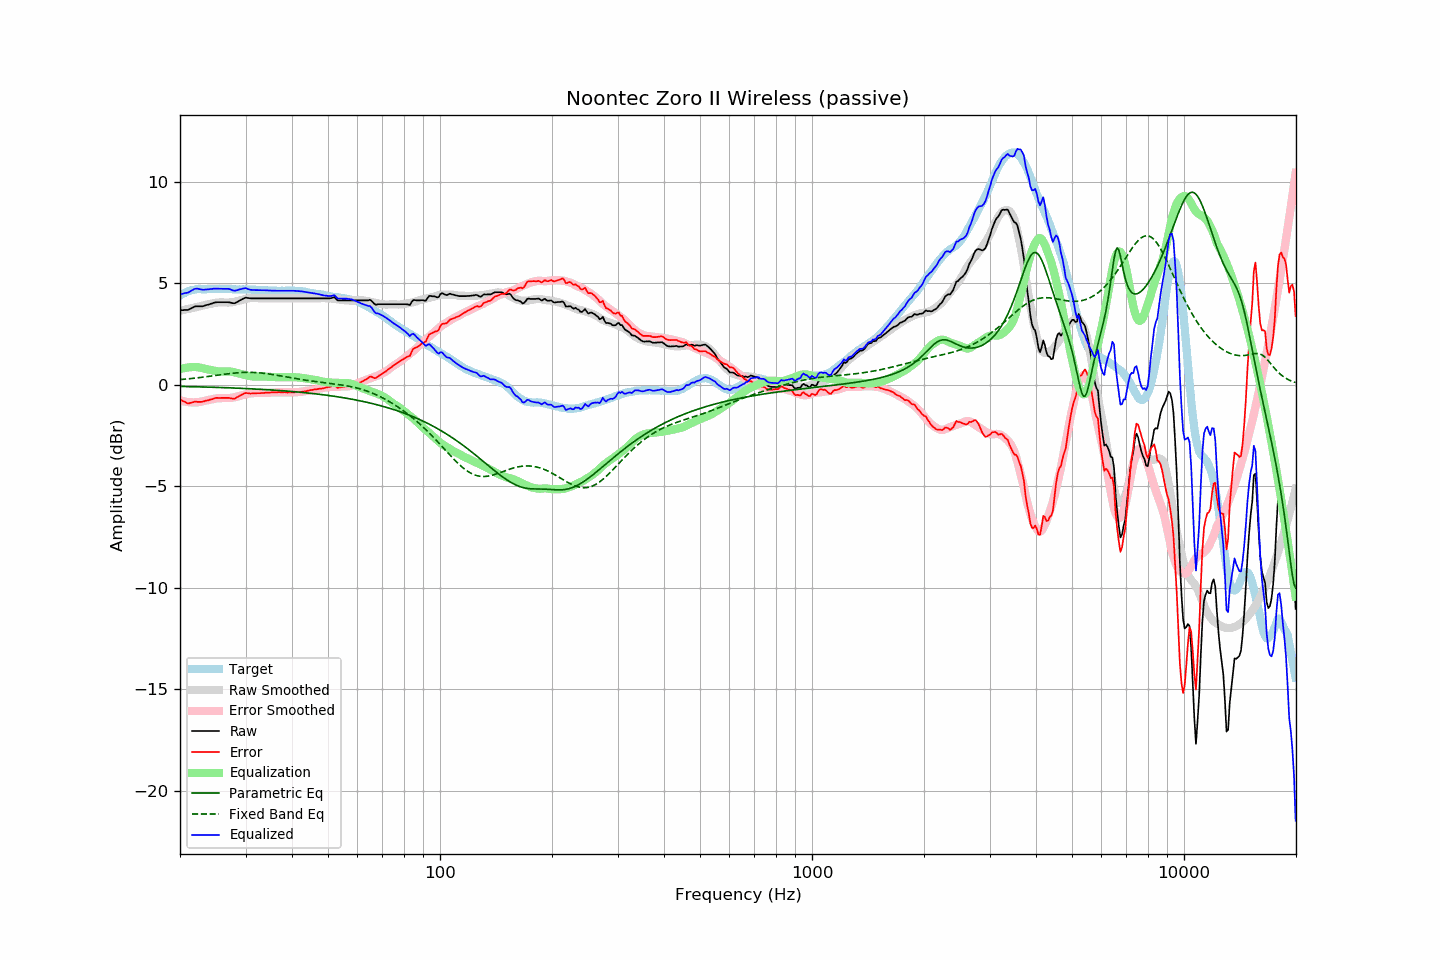 Noontec Zoro II Wireless (passive)
10
5
0
−5
−10
−15
−20
Amplitude (dBr)
Target
Raw Smoothed
Error Smoothed
Raw
Error
Equalization
Parametric Eq
Fixed Band Eq
Equalized
100 1000 10000
Frequency (Hz)